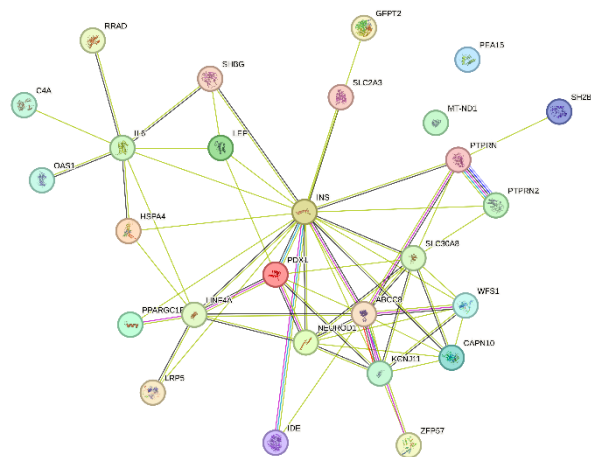 GFPT2
RRAD
PEA15
SHBG
SLC2A3
C4A
SH2B
MT-ND1
IL6
LEP
PTPRN
OAS1
PTPRN2
INS
HSPA4
SLC30A8
PDX1
WFS1
ABCC8
HNF4A
PPARGC1B
NEUROD1
CAPN10
KCNJ11
LRP5
IDE
ZFP57